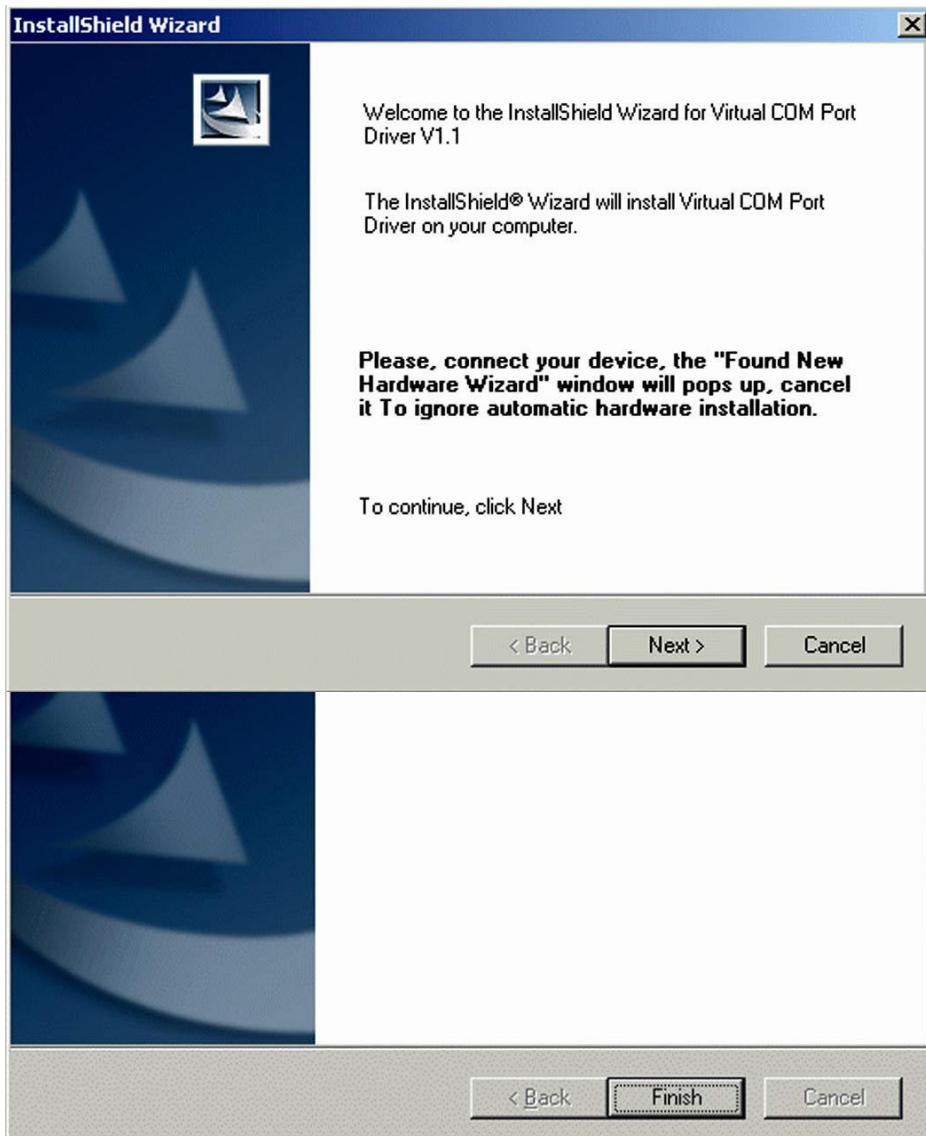 InstallShield Wizard
Welcome to the InstallShield Wizard for Virtual COM Port
Driver V1.1
The InstallShield® Wizard will install Virtual COM Port
Driver on your computer.
Please, connect your device, the "Found New
Hardware Wizard" window will pops up, cancel
it To ignore automatic hardware installation.
To continue, click Next
< Back Next > Cancel
< Back Finish Cancel